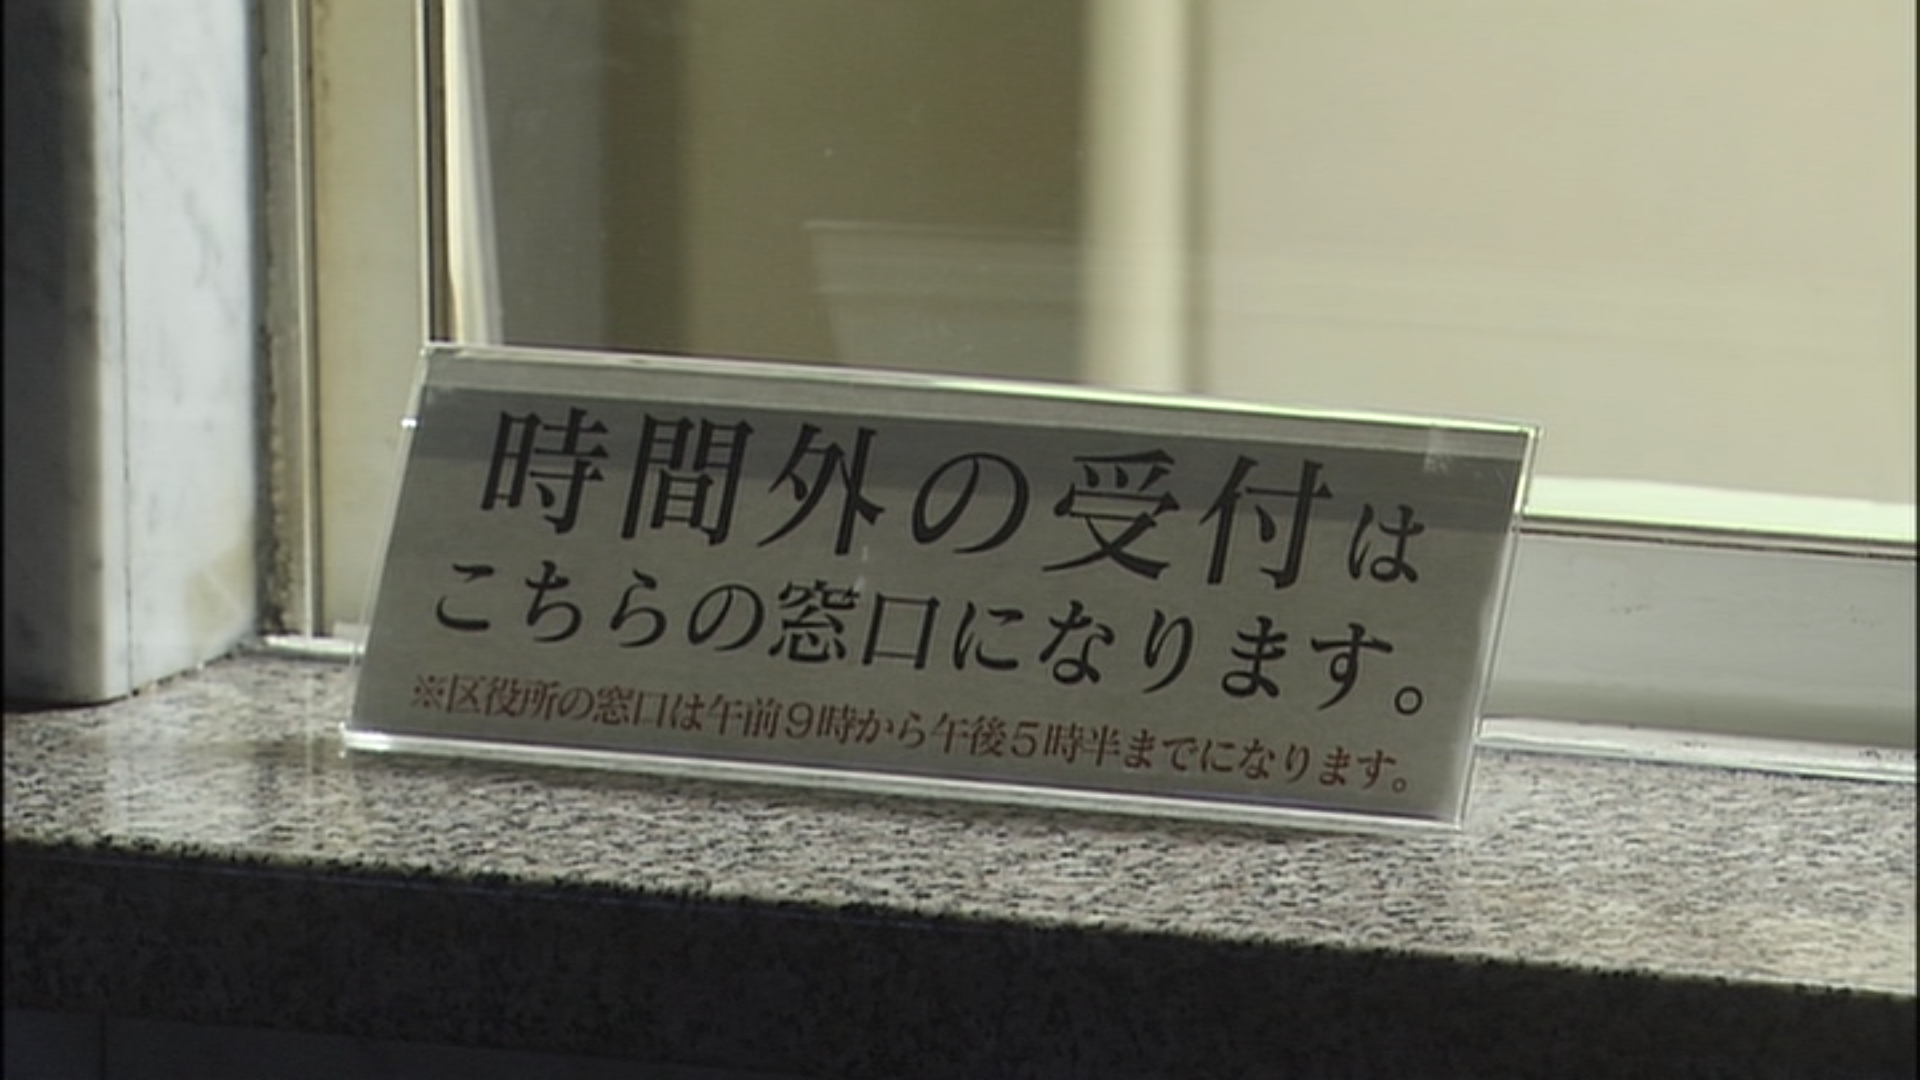 時間外の受付は
こちらの窓口になります。
※区役所の窓口は午前9時から午後5時半までになります。